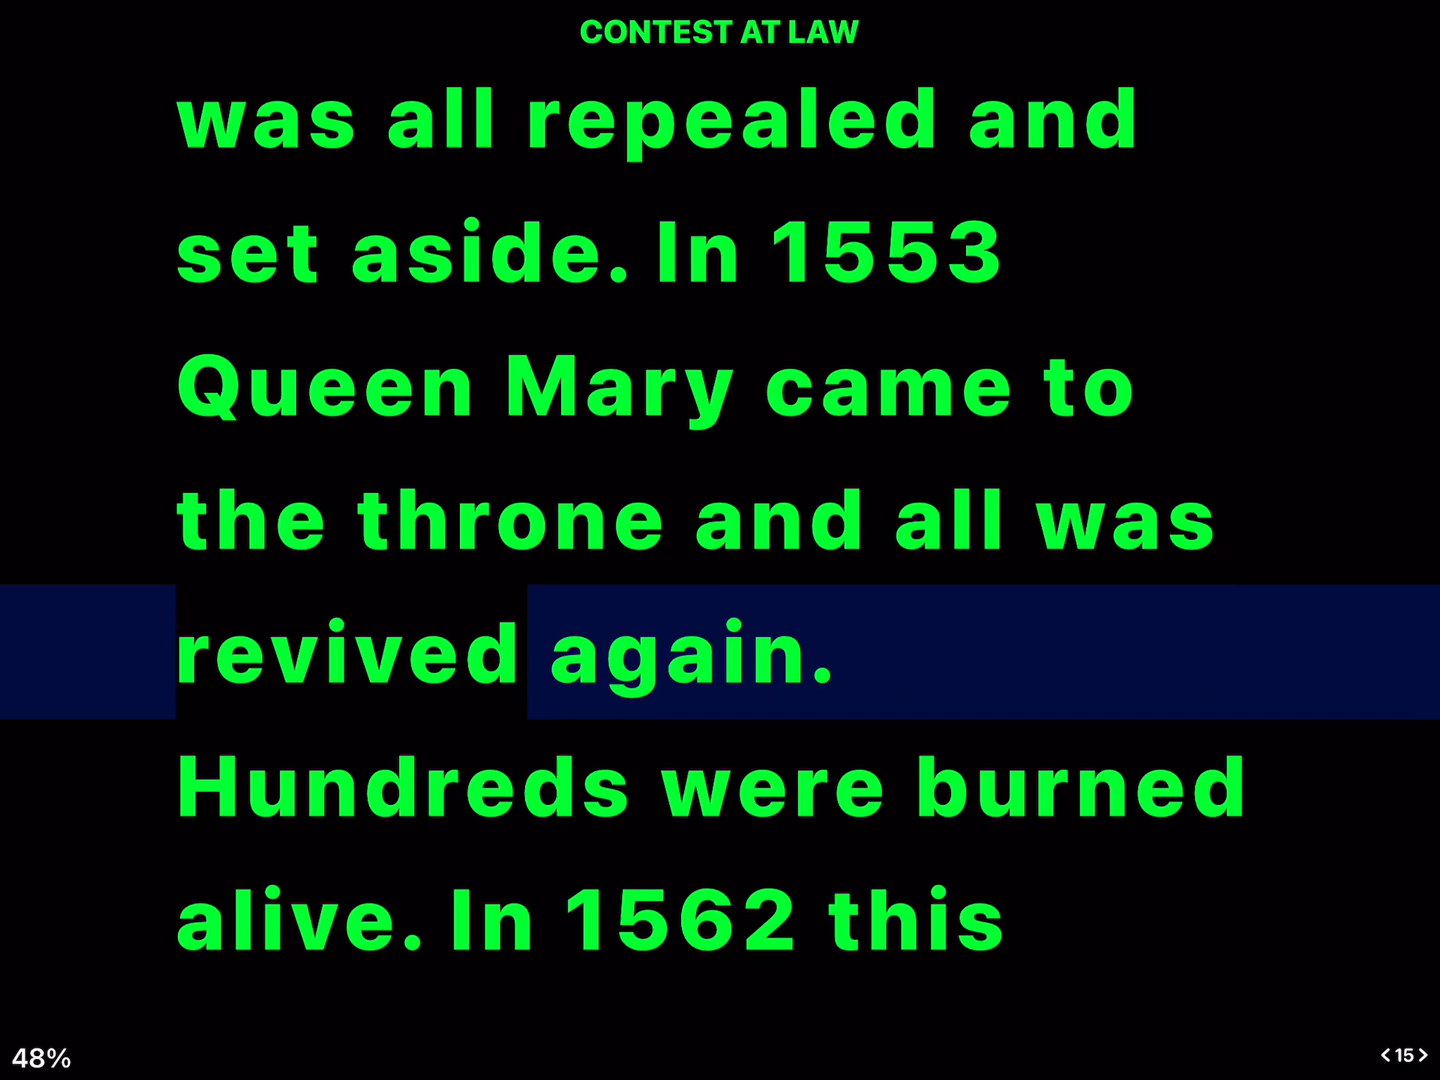 CONTEST AT LAW
was all repealed and
set aside. In 1553
Queen Mary came to
the throne and all was
revived again.
Hundreds were burned
alive. In 1562 this
48%
<15>